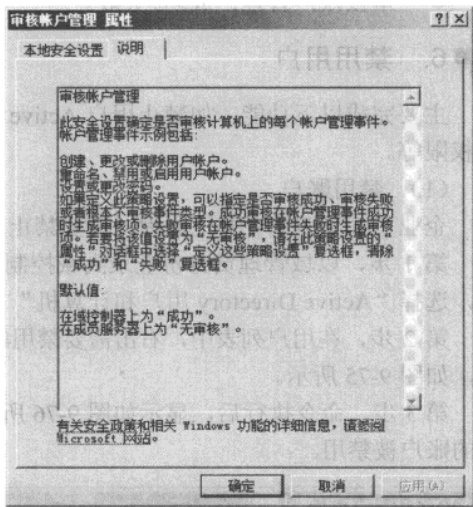 审核帐户管理 属性
本地安全设置 说明
审核帐户管理
此安全设置确定是否审核计算机上的每个帐户管理事件。
帐户管理事件示例包括:
创建、更改或删除用户帐户。
重命名、禁用或启用用户帐户。
设置或更改密码。
如果定义此策略设置，可以指定是否审核成功、审核失败
或者根本不审核事件类型。成功审核在帐户管理事件成功
时生成审核项。失败审核在帐户管理事件失败时生成审核
项。若要将该值设置为“无审核”，请在此策略设置的“
属性”对话框中选择“定义这些策略设置”复选框，清除
“成功”和“失败”复选框。
默认值:
在域控制器上为“成功”。
在成员服务器上为“无审核”。
有关安全政策和相关 Windows 功能的详细信息，请参阅
Microsoft 网站。
确定 取消 应用(A)